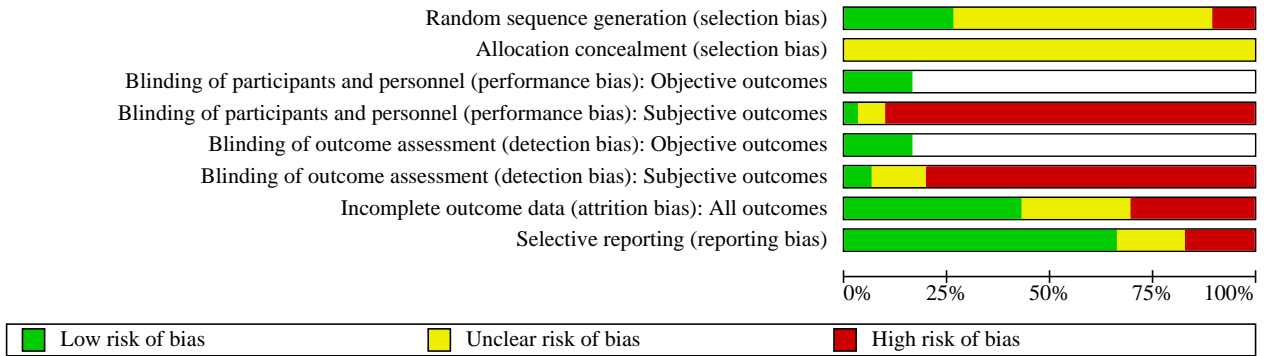 Random sequence generation (selection bias)
Allocation concealment (selection bias)
Blinding of participants and personnel (performance bias): Objective outcomes
Blinding of participants and personnel (performance bias): Subjective outcomes
Blinding of outcome assessment (detection bias): Objective outcomes
Blinding of outcome assessment (detection bias): Subjective outcomes
Incomplete outcome data (attrition bias): All outcomes
Selective reporting (reporting bias)
0% 25% 50% 75% 100%
Low risk of bias Unclear risk of bias High risk of bias